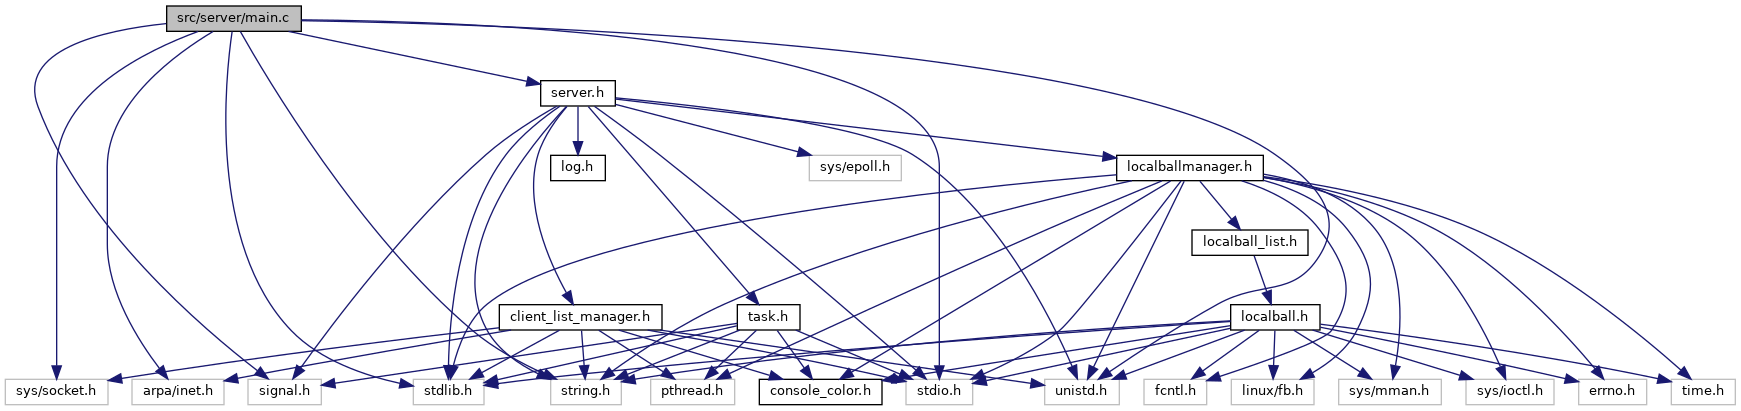 src/server/main.c
server.h
log.h
sys/epoll.h
localballmanager.h
localball_list.h
client_list_manager.h
task.h
localball.h
sys/socket.h
arpa/inet.h
signal.h
stdlib.h
string.h
pthread.h
console_color.h
stdio.h
unistd.h
fcntl.h
linux/fb.h
sys/mman.h
sys/ioctl.h
errno.h
time.h